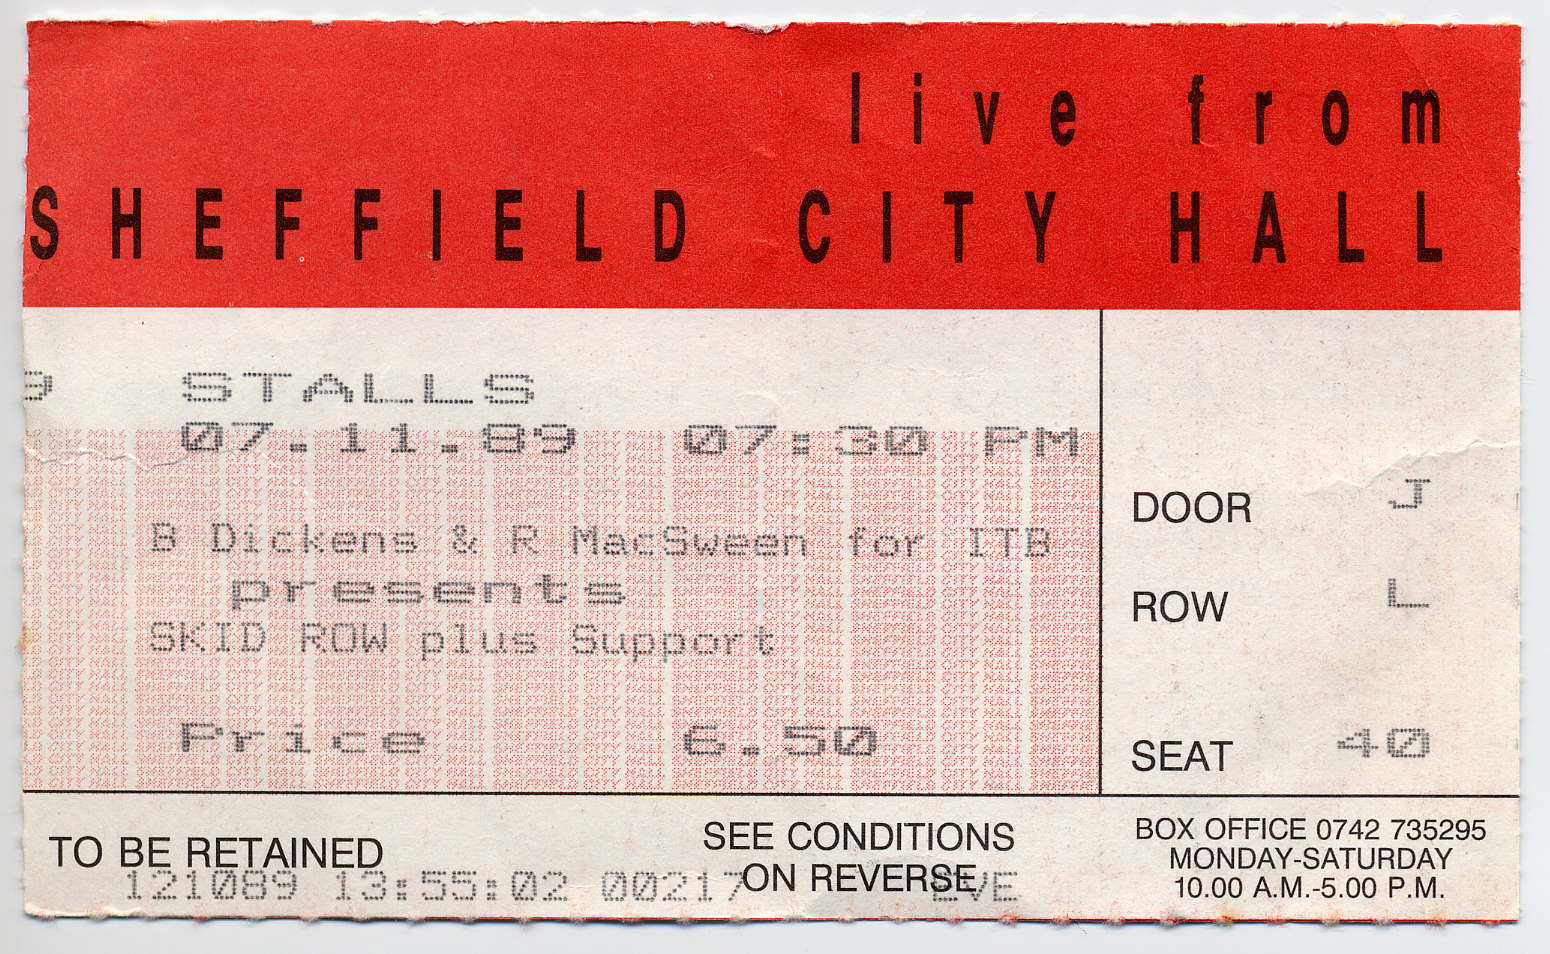 live from
SHEFFIELD CITY HALL
9 STALLS
07.11.89 07:30 PM
B Dickens & R MacSween for ITB
presents
SKID ROW plus Support
Price 6.50
DOOR J
ROW L
SEAT 40
TO BE RETAINED
SEE CONDITIONS
ON REVERSE
121089 13:55:02 00217 EVE
BOX OFFICE 0742 735295
MONDAY-SATURDAY
10.00 A.M.-5.00 P.M.